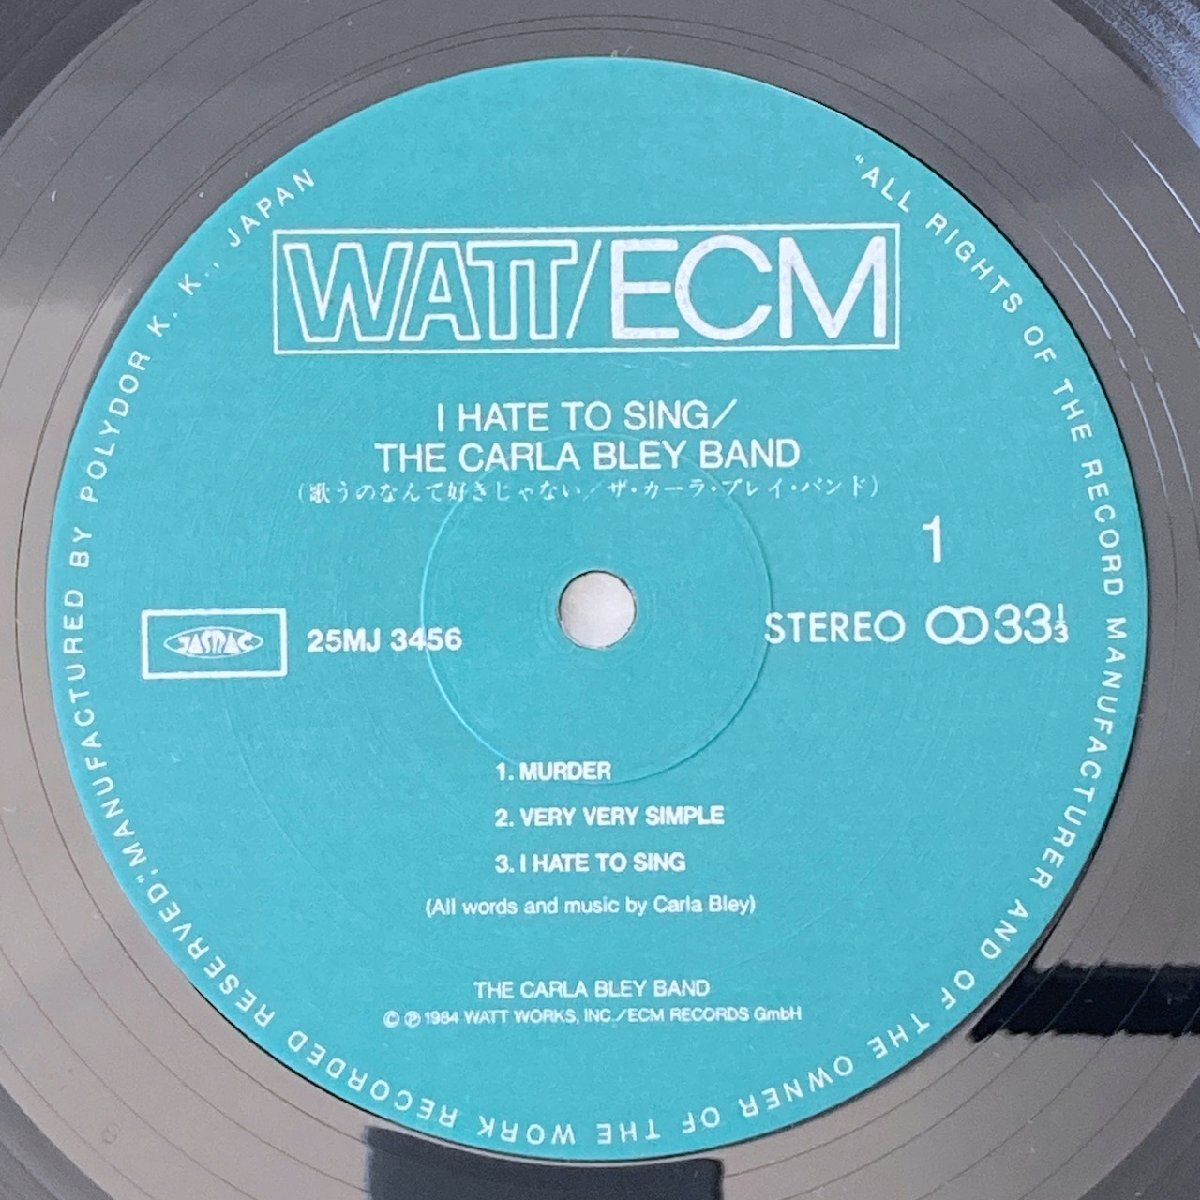 WATT/ECM
I HATE TO SING/
THE CARLA BLEY BAND
(歌うのなんて好きじゃない/ザ・カーラ・ブレイ・バンド)
1
JASRAC
25MJ 3456
STEREO 33 1/3
1. MURDER
2. VERY VERY SIMPLE
3. I HATE TO SING
(All words and music by Carla Bley)
THE CARLA BLEY BAND
© ℗ 1984 WATT WORKS, INC./ECM RECORDS GmbH
"ALL RIGHTS OF THE RECORD MANUFACTURER AND OF THE OWNER OF THE WORK RECORDED RESERVED;"MANUFACTURED BY POLYDOR K. K., JAPAN